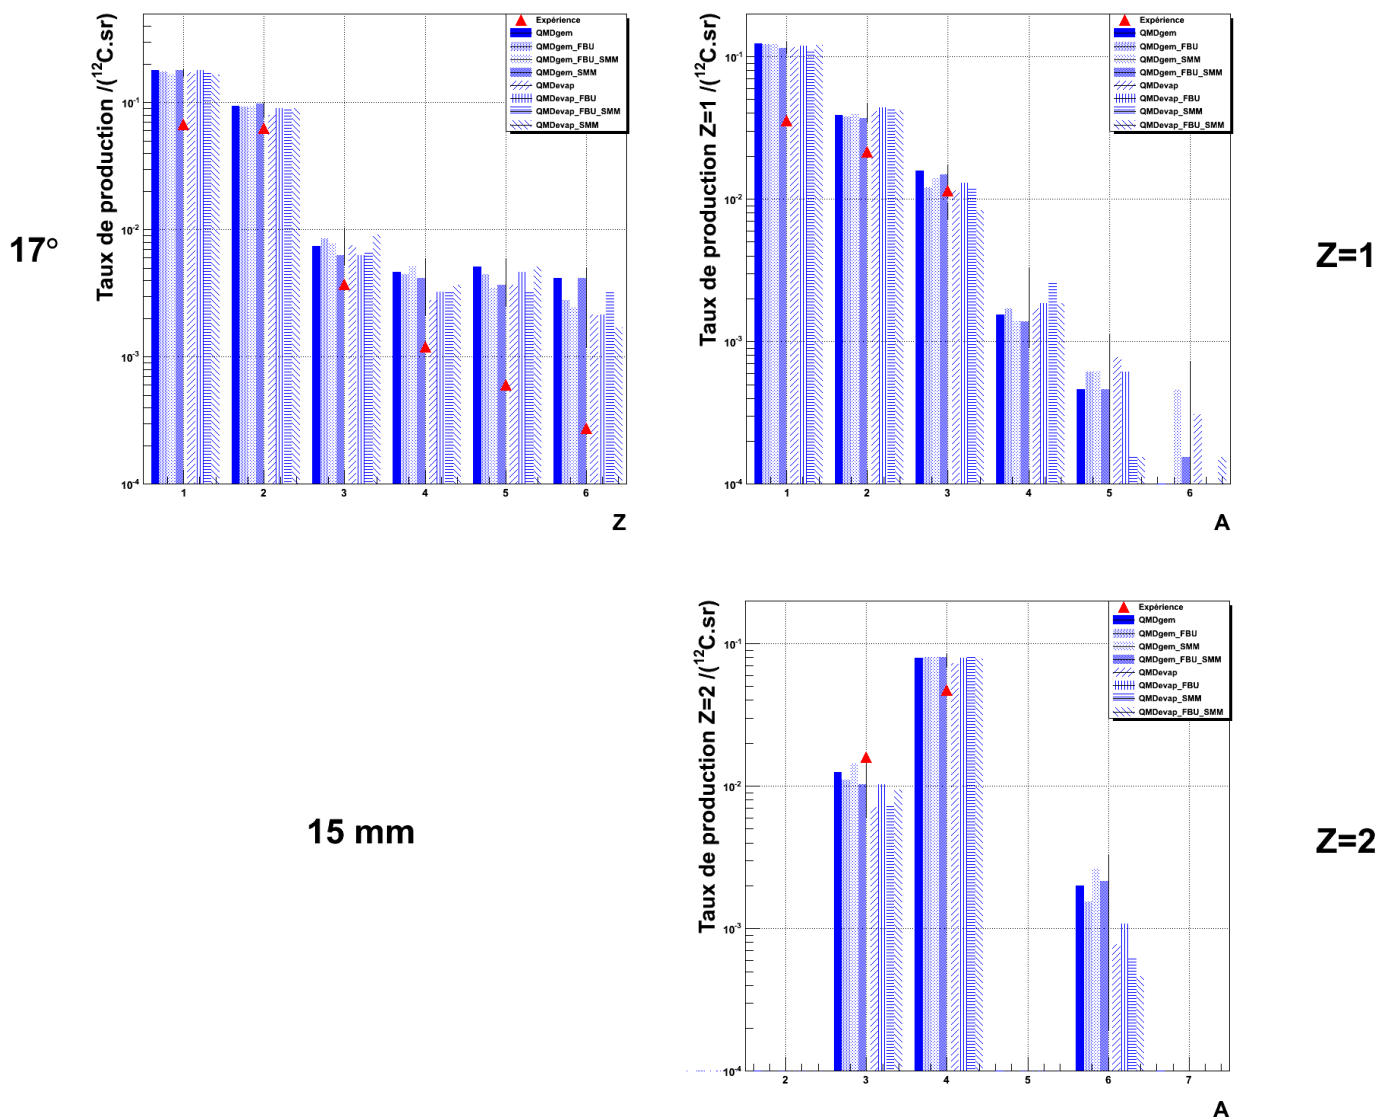 17°
Taux de production /(¹²C.sr)
10⁻¹
10⁻²
10⁻³
10⁻⁴
1 2 3 4 5 6
Z
Expérience
QMDgem
QMDgem_FBU
QMDgem_FBU_SMM
QMDgem_SMM
QMDevap
QMDevap_FBU
QMDevap_FBU_SMM
QMDevap_SMM
Taux de production Z=1 /(¹²C.sr)
10⁻¹
10⁻²
10⁻³
10⁻⁴
1 2 3 4 5 6
A
Expérience
QMDgem
QMDgem_FBU
QMDgem_SMM
QMDgem_FBU_SMM
QMDevap
QMDevap_FBU
QMDevap_SMM
QMDevap_FBU_SMM
Z=1
15 mm
Taux de production Z=2 /(¹²C.sr)
10⁻¹
10⁻²
10⁻³
10⁻⁴
2 3 4 5 6 7
A
Expérience
QMDgem
QMDgem_FBU
QMDgem_SMM
QMDgem_FBU_SMM
QMDevap
QMDevap_FBU
QMDevap_SMM
QMDevap_FBU_SMM
Z=2